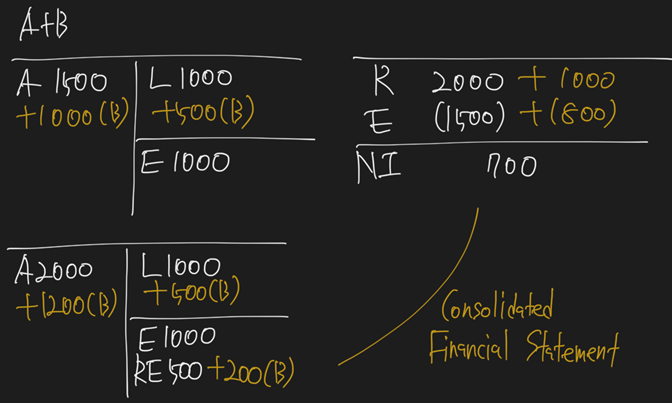 A+B
A 1500
+1000(B)
L 1000
+500(B)
E 1000
R 2000 + 1000
E (1500) + (800)
NI 700
A 2000
+1200(B)
L 1000
+500(B)
E 1000
RE 500 +200(B)
Consolidated
Financial Statement